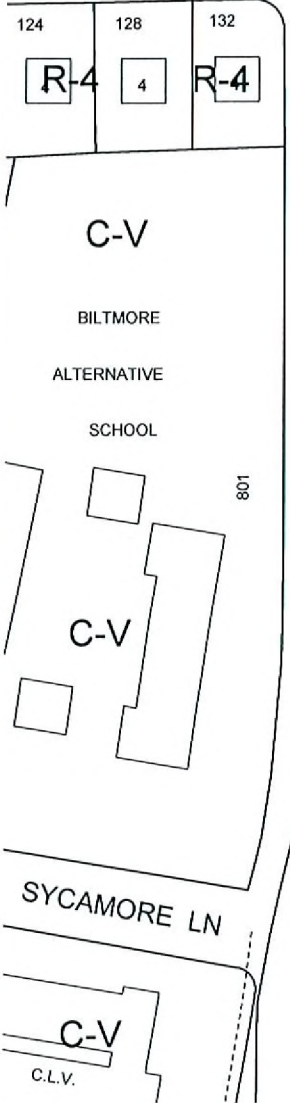 124 128 132
R-4 4 R-4
C-V
BILTMORE
ALTERNATIVE
SCHOOL
801
C-V
SYCAMORE LN
C-V
C.L.V.